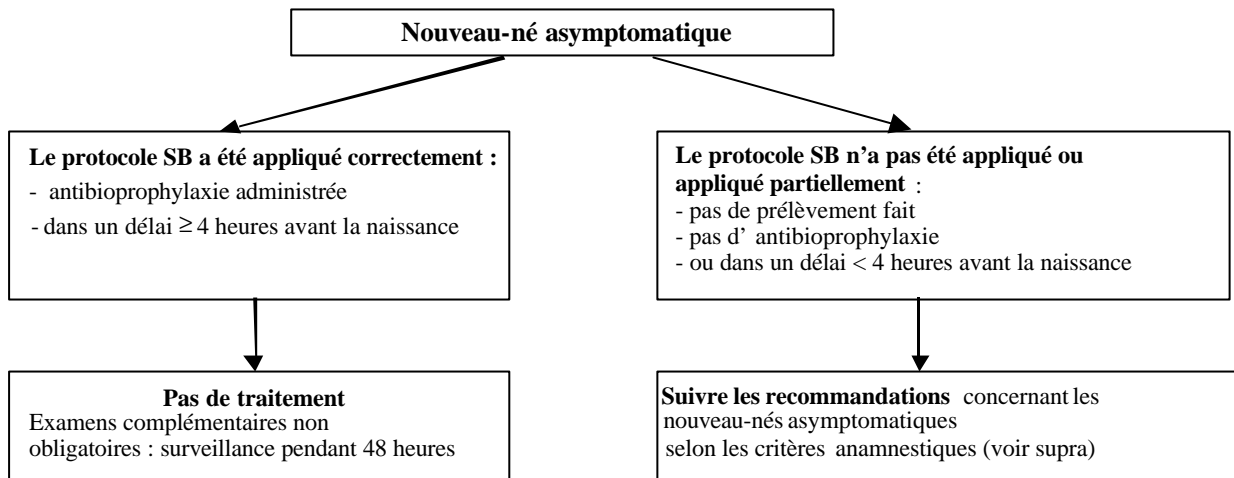 Nouveau-né asymptomatique
Le protocole SB a été appliqué correctement :
- antibioprophylaxie administrée
- dans un délai ≥ 4 heures avant la naissance
Le protocole SB n'a pas été appliqué ou
appliqué partiellement :
- pas de prélèvement fait
- pas d' antibioprophylaxie
- ou dans un délai < 4 heures avant la naissance
Pas de traitement
Examens complémentaires non
obligatoires : surveillance pendant 48 heures
Suivre les recommandations concernant les
nouveau-nés asymptomatiques
selon les critères anamnestiques (voir supra)